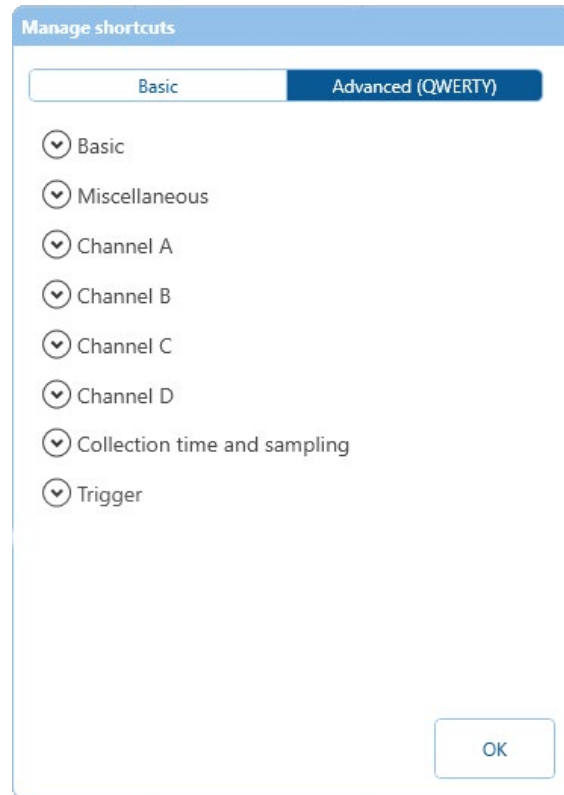 Manage shortcuts
Basic Advanced (QWERTY)
Basic
Miscellaneous
Channel A
Channel B
Channel C
Channel D
Collection time and sampling
Trigger
OK